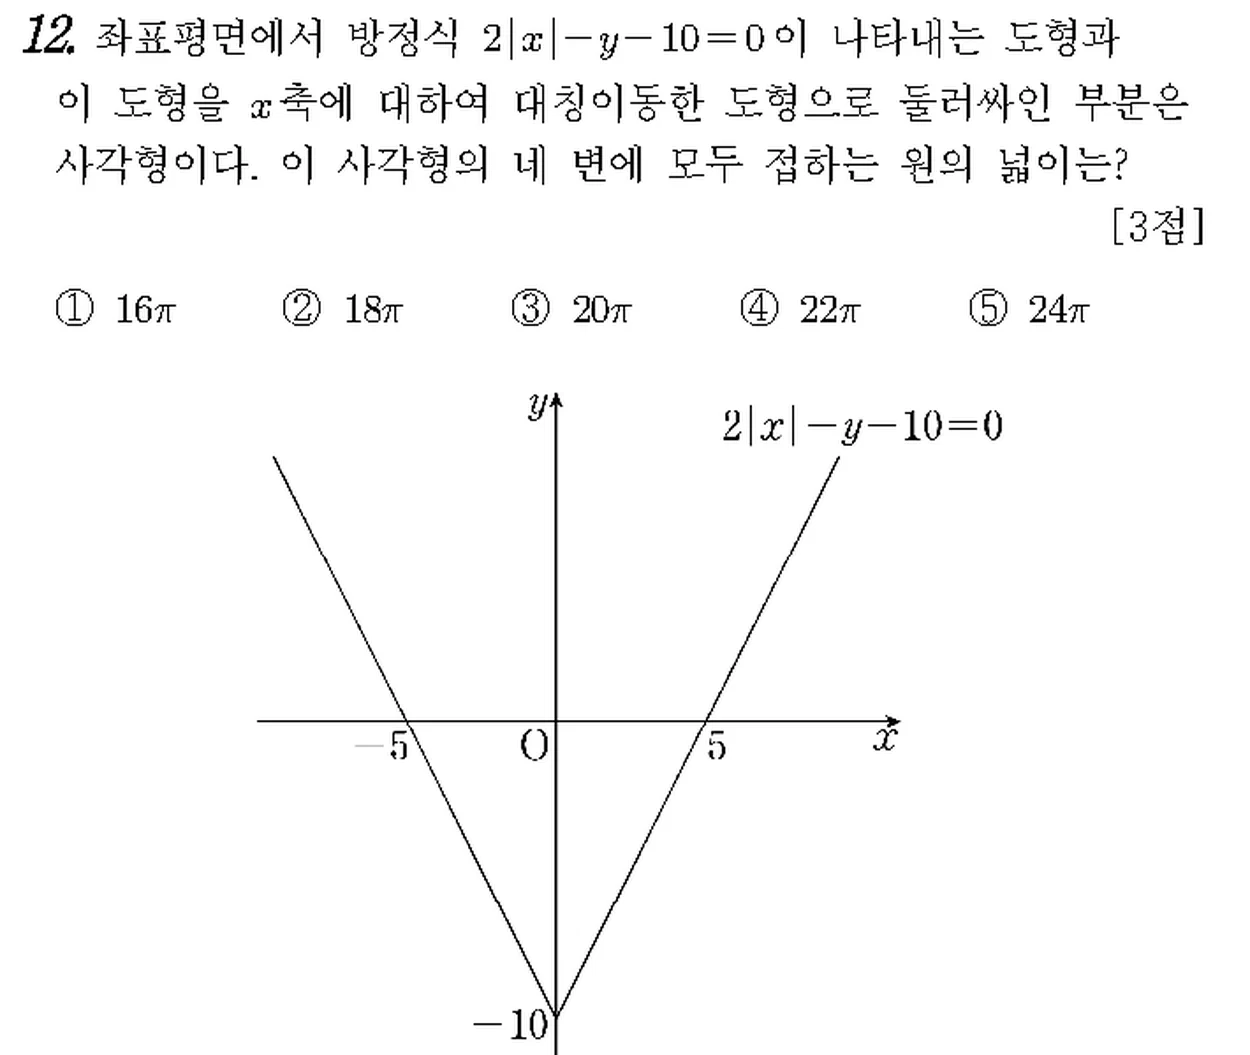 12. 좌표평면에서 방정식 2|x|-y-10=0이 나타내는 도형과
이 도형을 x축에 대하여 대칭이동한 도형으로 둘러싸인 부분은
사각형이다. 이 사각형의 네 변에 모두 접하는 원의 넓이는?
[3점]
① 16π ② 18π ③ 20π ④ 22π ⑤ 24π
y
2|x|-y-10=0
-5 O 5 x
-10